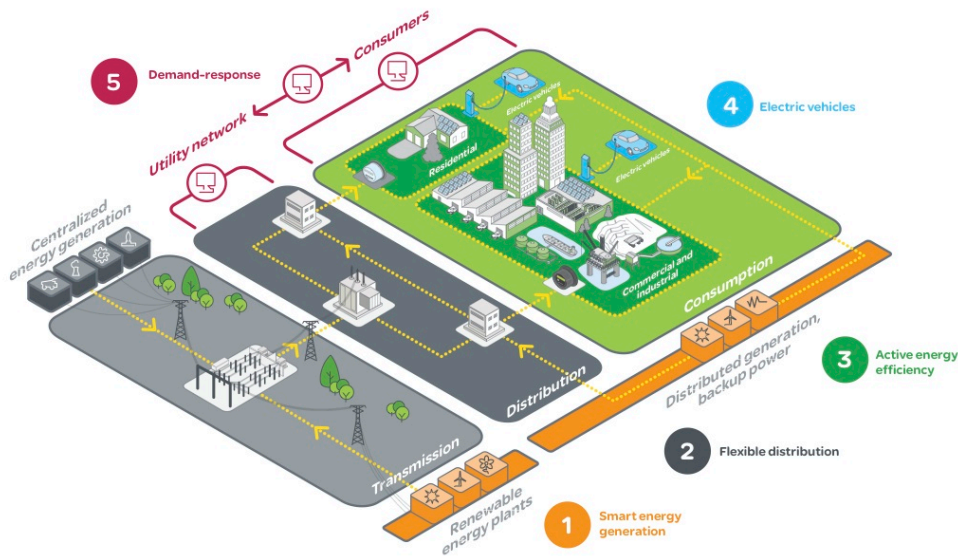 5
Demand-response
Consumers
Utility network
4
Electric vehicles
Electric vehicles
Electric vehicles
Residential
Commercial and
industrial
Consumption
Centralized
energy generation
Distribution
Transmission
Distributed generation,
backup power
3
Active energy
efficiency
2
Flexible distribution
Renewable
energy plants
1
Smart energy
generation